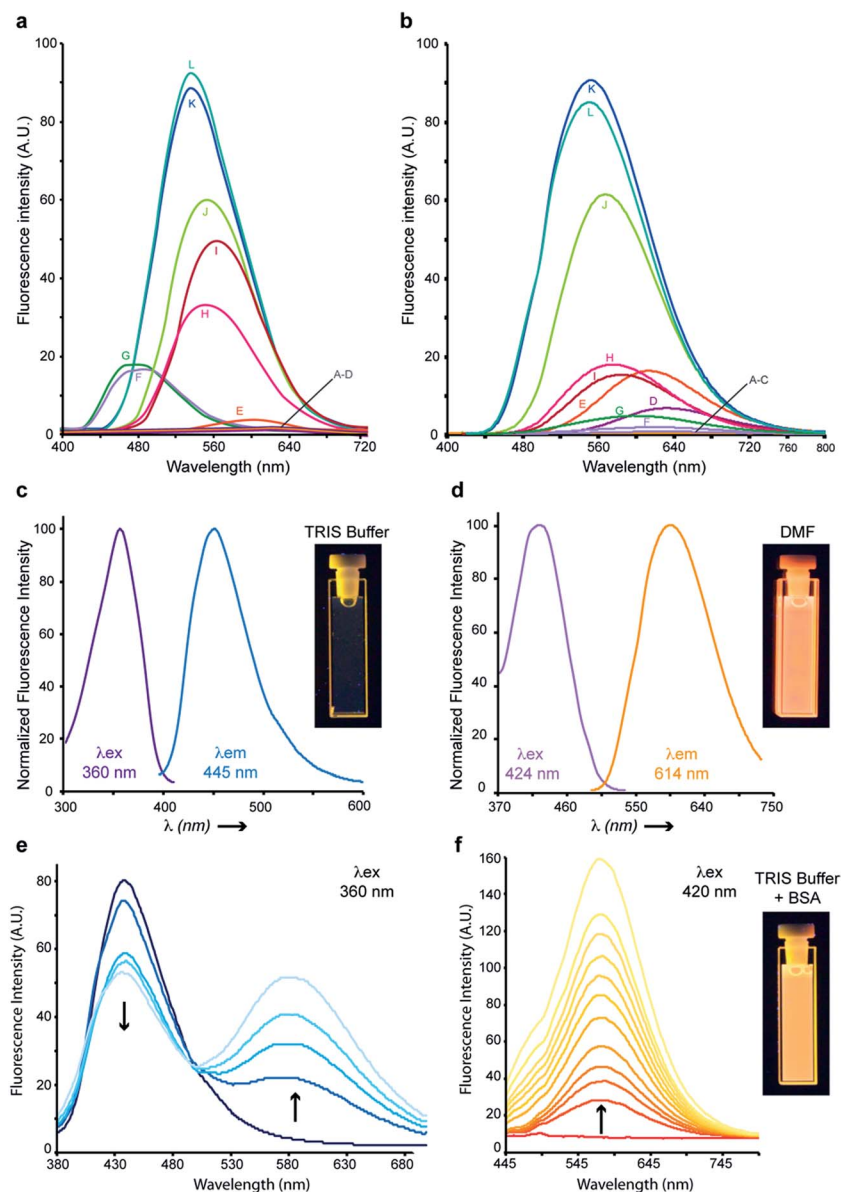 a
b
Fluorescence intensity (A.U.)
100
80
60
40
20
0
L
K
J
I
H
G
F
E
A-D
400
480
560
640
720
Wavelength (nm)
Fluorescence intensity (A.U.)
100
80
60
40
20
0
K
L
J
H
I
E
G
D
F
A-C
400
480
560
640
720
800
Wavelength (nm)
c
d
Normalized Fluorescence Intensity
100
80
60
40
20
0
TRIS Buffer
λex
360 nm
λem
445 nm
300
400
500
600
λ (nm)
Normalized Fluorescence Intensity
100
80
60
40
20
0
DMF
λex
424 nm
λem
614 nm
370
460
550
640
750
λ (nm)
e
f
Fluorescence Intensity (A.U.)
80
60
40
20
0
λex
360 nm
380
430
480
530
580
630
680
Wavelength (nm)
Fluorescence Intensity (A.U.)
160
140
120
100
80
60
40
20
0
λex
420 nm
TRIS Buffer
+ BSA
445
545
645
745
Wavelength (nm)